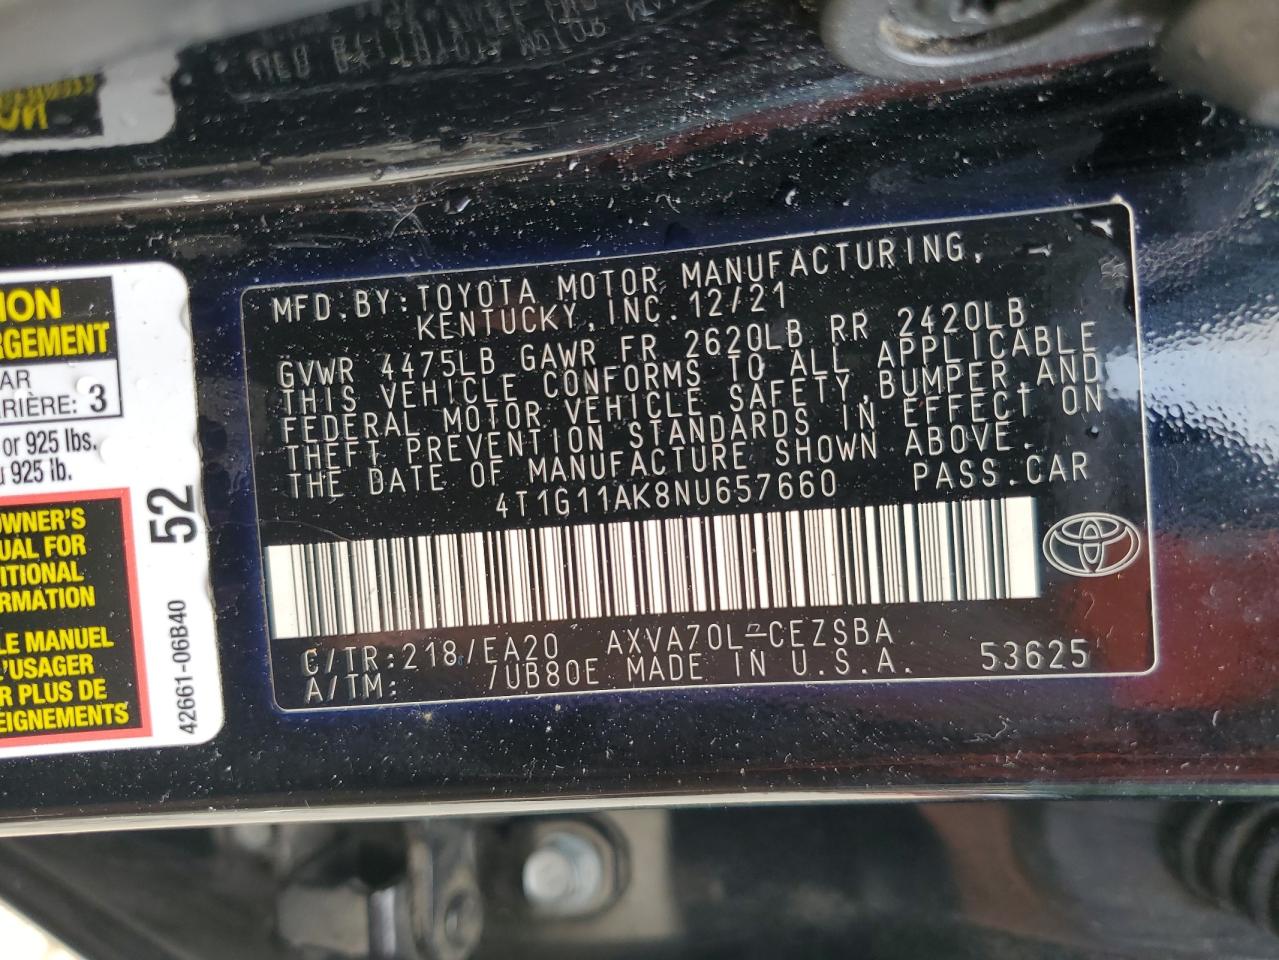 MFD.BY:TOYOTA MOTOR MANUFACTURING,
KENTUCKY,INC.12/21
GVWR 4475LB GAWR FR 2620LB RR 2420LB
THIS VEHICLE CONFORMS TO ALL APPLICABLE
FEDERAL MOTOR VEHICLE SAFETY,BUMPER,AND
THEFT PREVENTION STANDARDS IN EFFECT ON
THE DATE OF MANUFACTURE SHOWN ABOVE.
4T1G11AK8NU657660 PASS.CAR
C/TR:218/EA20 AXVA70L-CEZSBA
A/TM: /UB80E MADE IN U.S.A. 53625
ION
RGEMENT
AR
RIÈRE: 3
or 925 lbs.
u 925 lb.
OWNER'S
UAL FOR
ITIONAL
RMATION
LE MANUEL
L'USAGER
R PLUS DE
EIGNEMENTS
52
42661-06B40